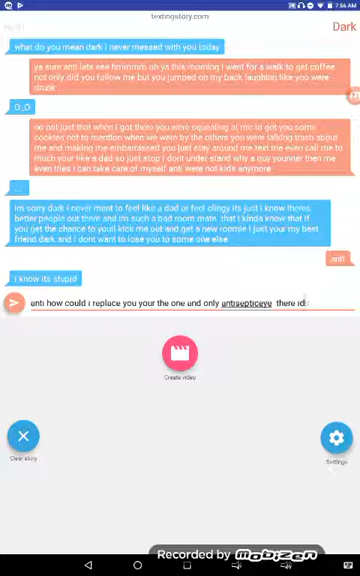 7:56 AM
textingstory.com
Dark
what do you mean dark i never messed with you today
ya sure anti lets see hmmmm oh ya this morning i went for a walk to get coffee
not only did you follow me but you jumped on my back laughing like you were
drunk
O_O
no not just that when I got there you were squealing at me to get you some
cookies not to mention when we were by the others you were talking trash about
me and making me embarrassed you just stay around me text me even call me to
much your like a dad so just stop I dont under stand why a guy younger then me
even tries i can take care of myself anti were not kids anymore
...
im sorry dark i never ment to feel like a dad or feel clingy its just i know theres
better people out there and im such a bad room mate, that i kinda know that if
you get the chance to youll kick me out and get a new roomie i just your my best
friend dark and i dont want to lose you to some one else
anti
i know its stupid
anti how could i replace you your the one and only antisepticeye there idi
Create video
Clear story
Settings
Recorded by mobizen